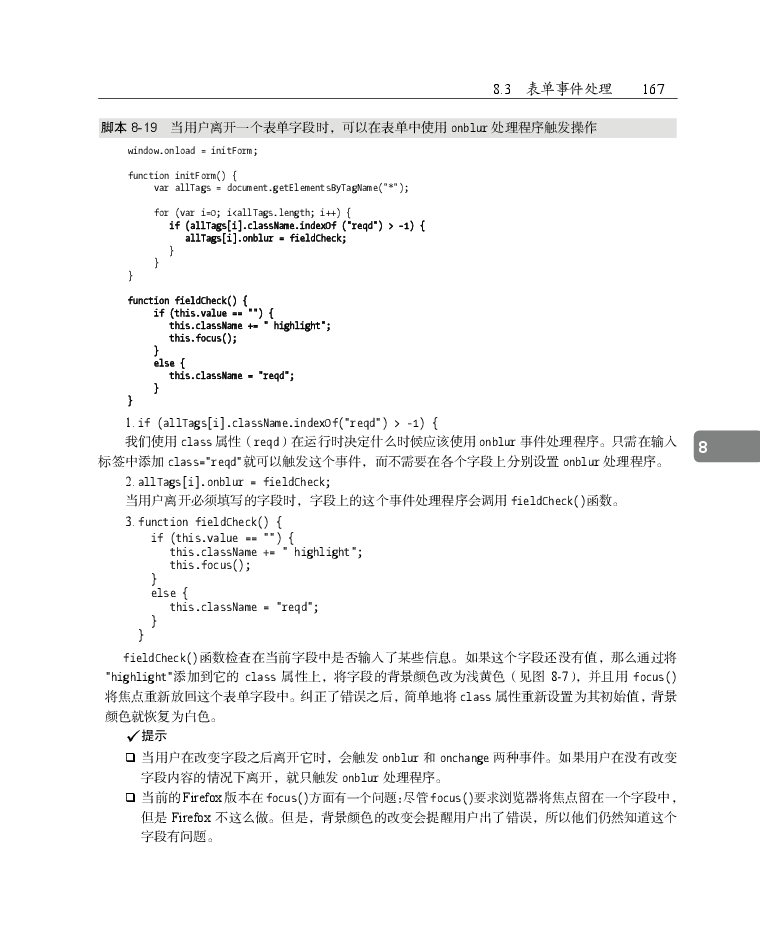 8.3 表单事件处理 167
脚本 8-19 当用户离开一个表单字段时，可以在表单中使用 onblur 处理程序触发操作
window.onload = initForm;
function initForm() {
var allTags = document.getElementsByTagName("*");
for (var i=0; i<allTags.length; i++) {
if (allTags[i].className.indexOf ("reqd") > -1) {
allTags[i].onblur = fieldCheck;
}
}
}
function fieldCheck() {
if (this.value == "") {
this.className += " highlight";
this.focus();
}
else {
this.className = "reqd";
}
}
1. if (allTags[i].className.indexOf("reqd") > -1) {
我们使用 class 属性（reqd）在运行时决定什么时候应该使用 onblur 事件处理程序。只需在输入
8
标签中添加 class="reqd"就可以触发这个事件，而不需要在各个字段上分别设置 onblur 处理程序。
2. allTags[i].onblur = fieldCheck;
当用户离开必须填写的字段时，字段上的这个事件处理程序会调用 fieldCheck()函数。
3. function fieldCheck() {
if (this.value == "") {
this.className += " highlight";
this.focus();
}
else {
this.className = "reqd";
}
}
fieldCheck()函数检查在当前字段中是否输入了某些信息。如果这个字段还没有值，那么通过将
"highlight"添加到它的 class 属性上，将字段的背景颜色改为浅黄色（见图 8-7），并且用 focus()
将焦点重新放回这个表单字段中。纠正了错误之后，简单地将 class 属性重新设置为其初始值，背景
颜色就恢复为白色。
✓提示
❑ 当用户在改变字段之后离开它时，会触发 onblur 和 onchange 两种事件。如果用户在没有改变
字段内容的情况下离开，就只触发 onblur 处理程序。
❑ 当前的Firefox版本在focus()方面有一个问题：尽管focus()要求浏览器将焦点留在一个字段中，
但是 Firefox 不这么做。但是，背景颜色的改变会提醒用户出了错误，所以他们仍然知道这个
字段有问题。